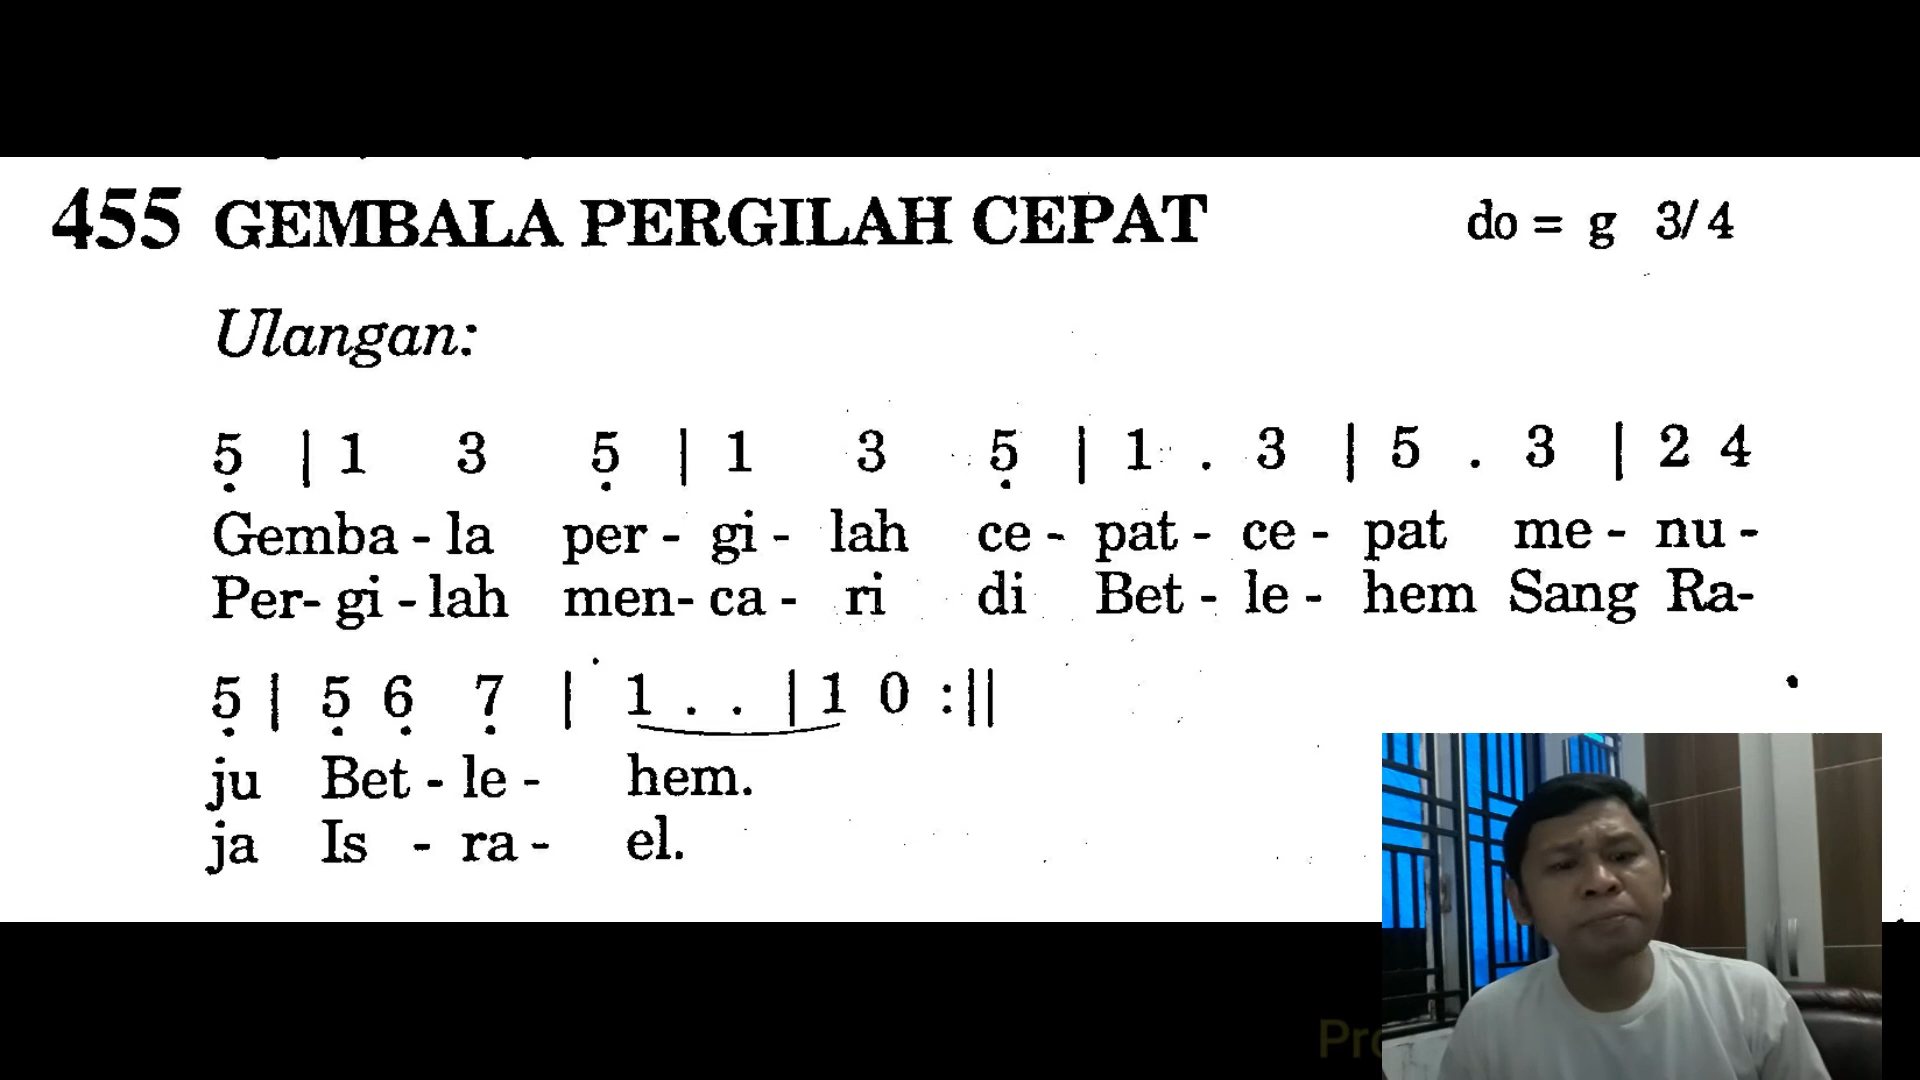 455 GEMBALA PERGILAH CEPAT do = g 3/4
Ulangan:
5̣ | 1 3 5̣ | 1 3 5̣ | 1 . 3 | 5 . 3 | 2 4
Gemba - la per - gi - lah ce - pat - ce - pat me - nu -
Per- gi - lah men- ca - ri di Bet - le - hem Sang Ra-
5̣ | 5̣ 6̣ 7̣ | 1 . . | 1 0 :||
ju Bet - le - hem.
ja Is - ra - el.